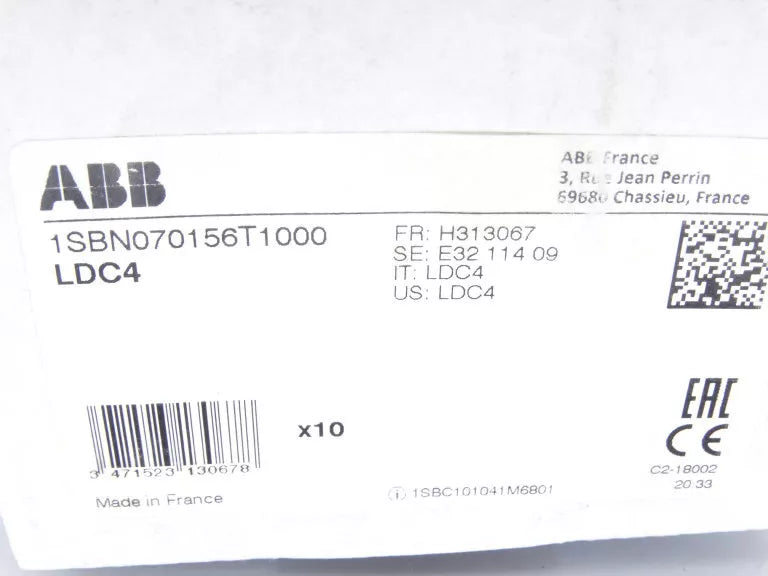 ABB
ABB France
3, Rue Jean Perrin
69680 Chassieu, France
1SBN070156T1000
LDC4
FR: H313067
SE: E32 114 09
IT: LDC4
US: LDC4
x10
3 471523 130678
Made in France
i 1SBC101041M6801
EAC
CE
C2-18002
20 33